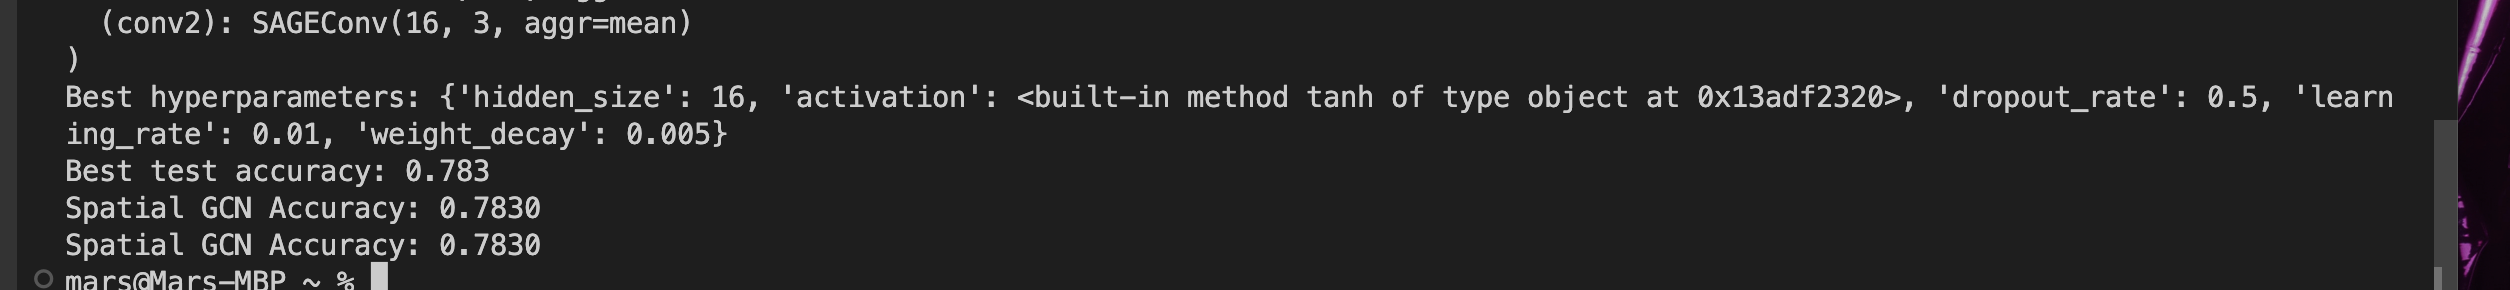 (conv2): SAGEConv(16, 3, aggr=mean)
)
Best hyperparameters: {'hidden_size': 16, 'activation': <built-in method tanh of type object at 0x13adf2320>, 'dropout_rate': 0.5, 'learn
ing_rate': 0.01, 'weight_decay': 0.005}
Best test accuracy: 0.783
Spatial GCN Accuracy: 0.7830
Spatial GCN Accuracy: 0.7830
mars@Mars-MBP ~ %